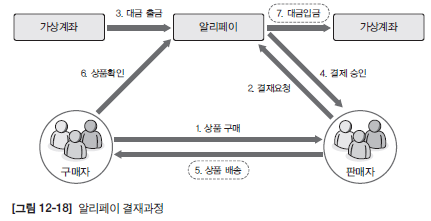 가상계좌
3. 대금 출금
알리페이
7. 대금입금
가상계좌
6. 상품확인
4. 결제 승인
2. 결재요청
1. 상품 구매
5. 상품 배송
구매자
판매자
[그림 12-18] 알리페이 결재과정